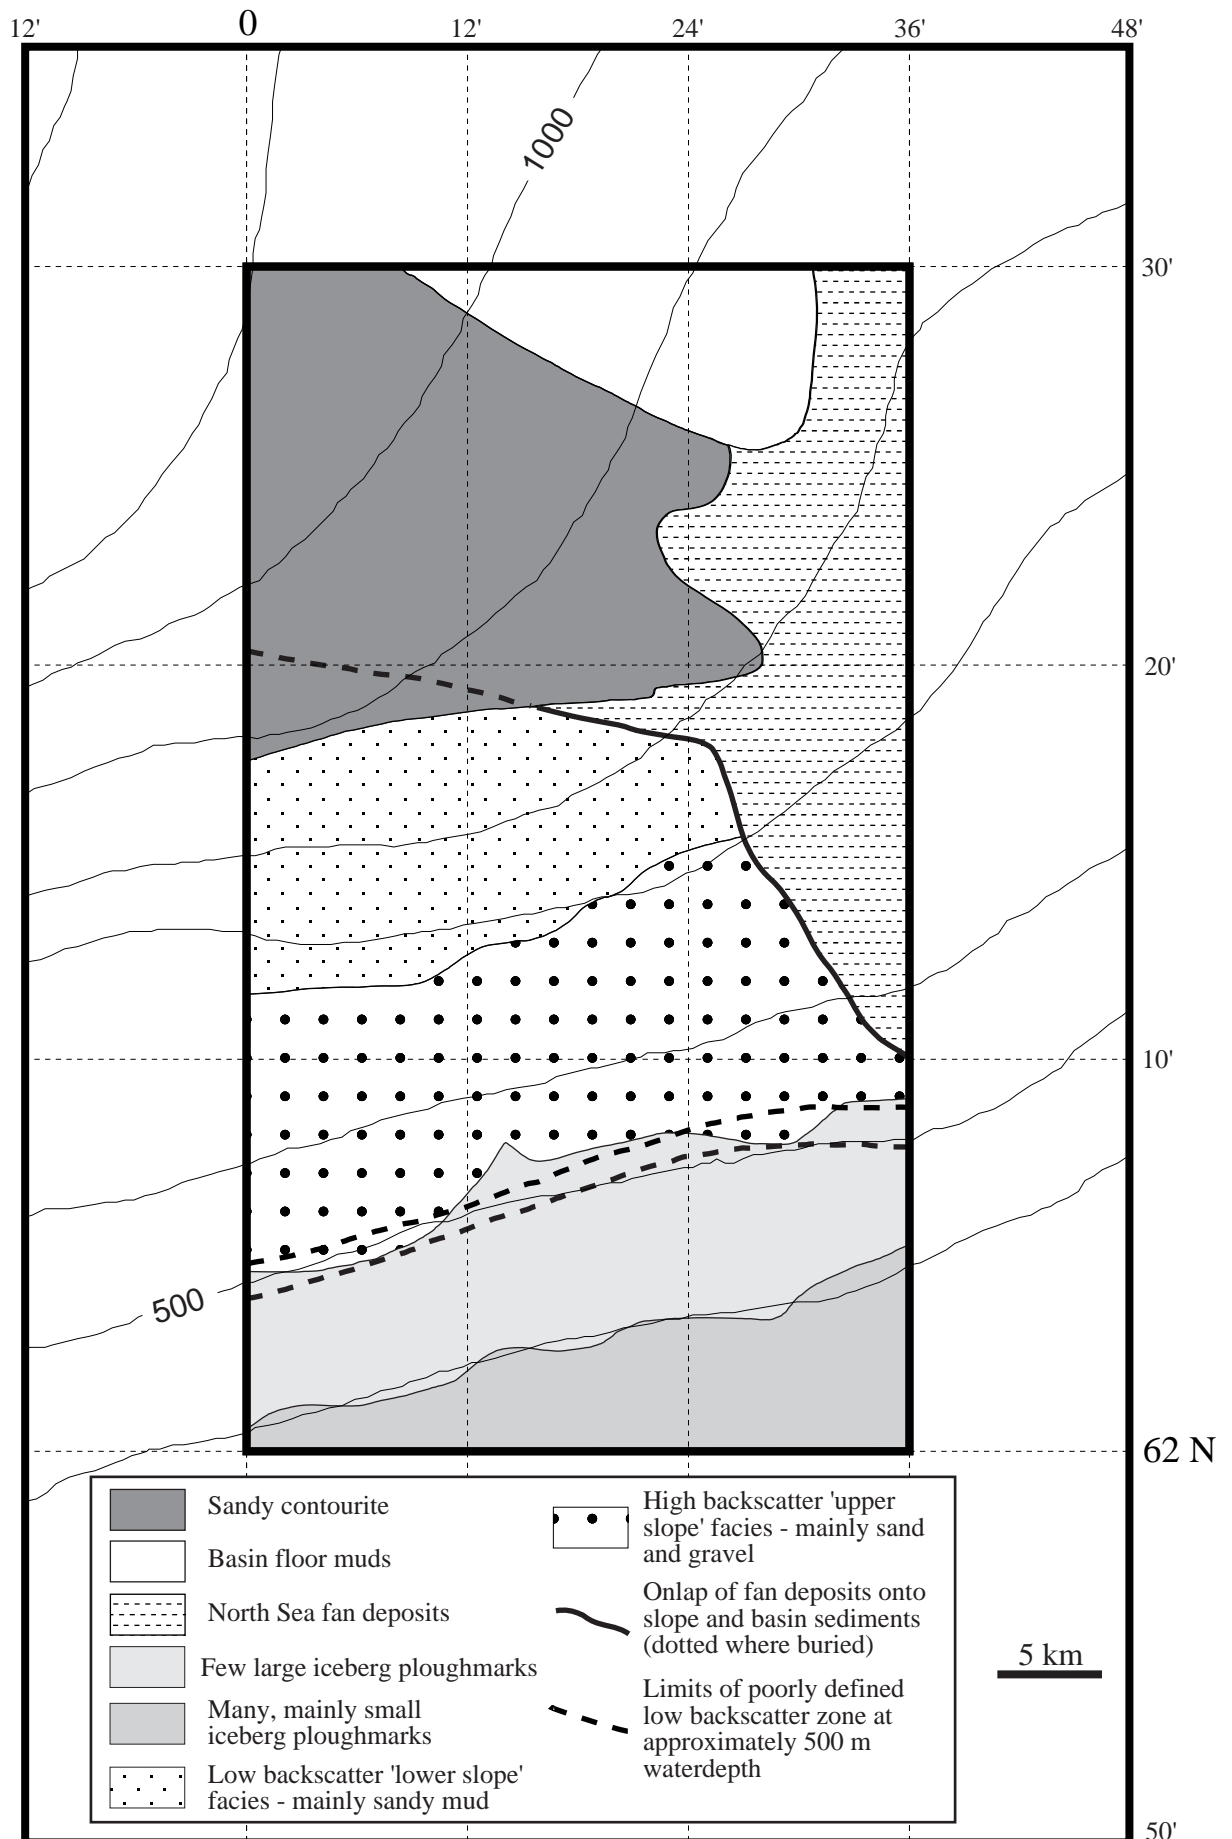 12'
0
12'
24'
36'
48'
1000
30'
20'
10'
500
62 N
Sandy contourite
Basin floor muds
North Sea fan deposits
Few large iceberg ploughmarks
Many, mainly small
iceberg ploughmarks
Low backscatter 'lower slope'
facies - mainly sandy mud
High backscatter 'upper
slope' facies - mainly sand
and gravel
Onlap of fan deposits onto
slope and basin sediments
(dotted where buried)
Limits of poorly defined
low backscatter zone at
approximately 500 m
waterdepth
5 km
50'